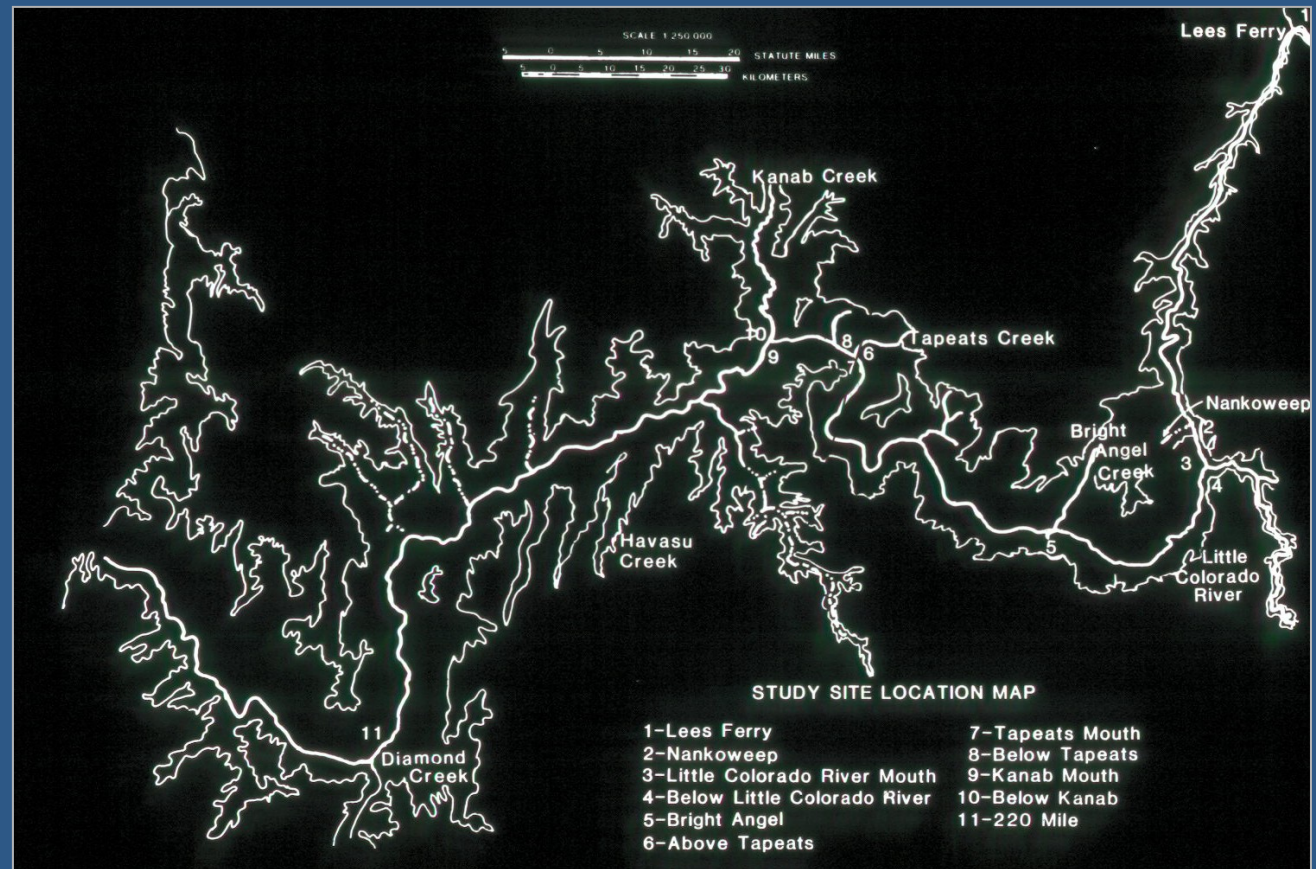 SCALE 1 250 000
5 0 5 10 15 20 STATUTE MILES
5 0 5 10 15 20 25 30 KILOMETERS
1
Lees Ferry
Kanab Creek
10
9
8
6
7
Tapeats Creek
Nankoweep
2
Bright
Angel
Creek
3
4
5
Havasu
Creek
Little
Colorado
River
11
Diamond
Creek
STUDY SITE LOCATION MAP
1-Lees Ferry
2-Nankoweep
3-Little Colorado River Mouth
4-Below Little Colorado River
5-Bright Angel
6-Above Tapeats
7-Tapeats Mouth
8-Below Tapeats
9-Kanab Mouth
10-Below Kanab
11-220 Mile